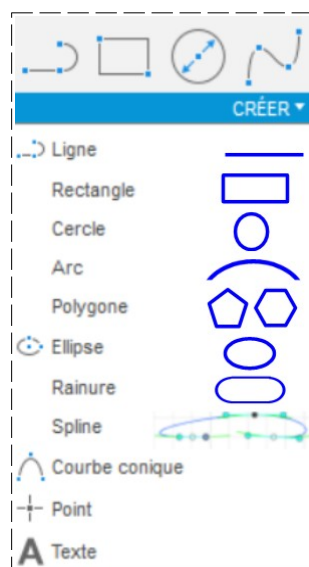 CRÉER
Ligne
Rectangle
Cercle
Arc
Polygone
Ellipse
Rainure
Spline
Courbe conique
Point
A Texte